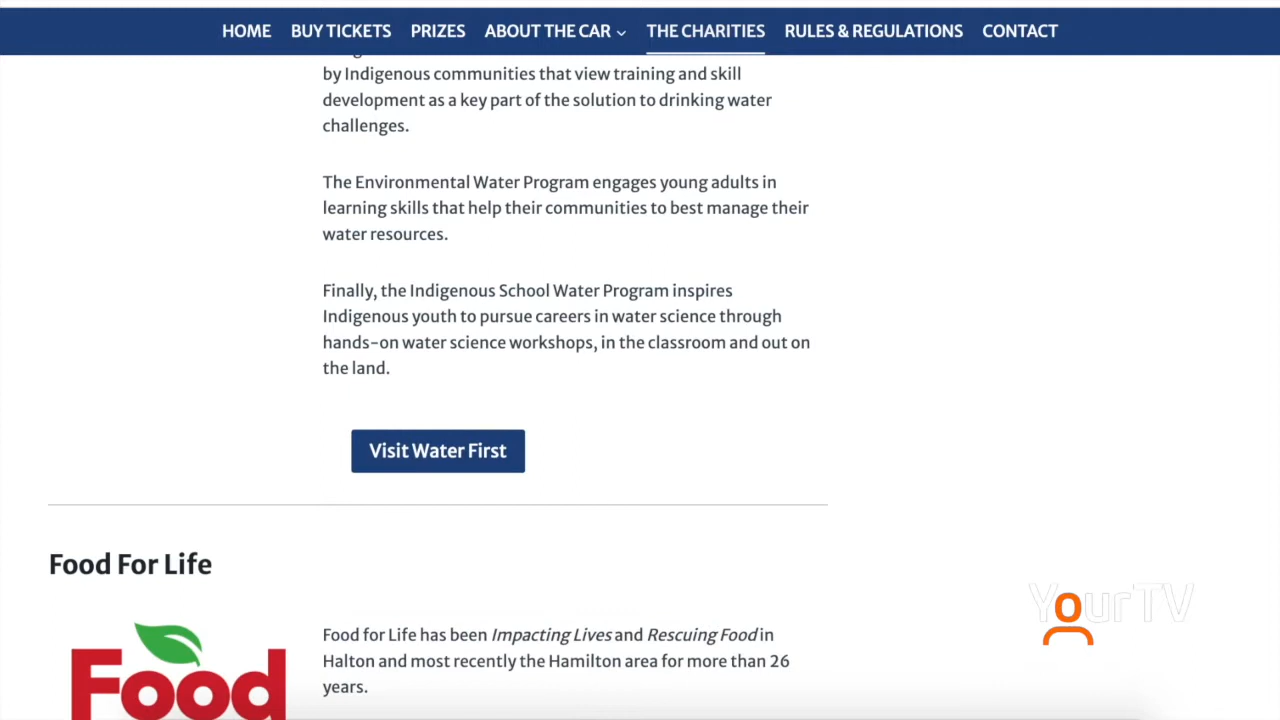 HOME BUY TICKETS PRIZES ABOUT THE CAR THE CHARITIES RULES & REGULATIONS CONTACT
by Indigenous communities that view training and skill
development as a key part of the solution to drinking water
challenges.
The Environmental Water Program engages young adults in
learning skills that help their communities to best manage their
water resources.
Finally, the Indigenous School Water Program inspires
Indigenous youth to pursue careers in water science through
hands-on water science workshops, in the classroom and out on
the land.
Visit Water First
Food For Life
Food for Life has been Impacting Lives and Rescuing Food in
Halton and most recently the Hamilton area for more than 26
years.
Food
YourTV